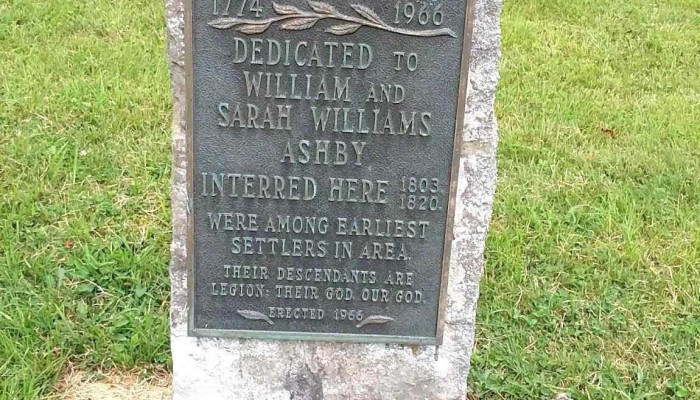 1774 1966
DEDICATED TO
WILLIAM AND
SARAH WILLIAMS
ASHBY
INTERRED HERE 1803.
1820.
WERE AMONG EARLIEST
SETTLERS IN AREA.
THEIR DESCENDANTS ARE
LEGION: THEIR GOD, OUR GOD.
ERECTED 1966